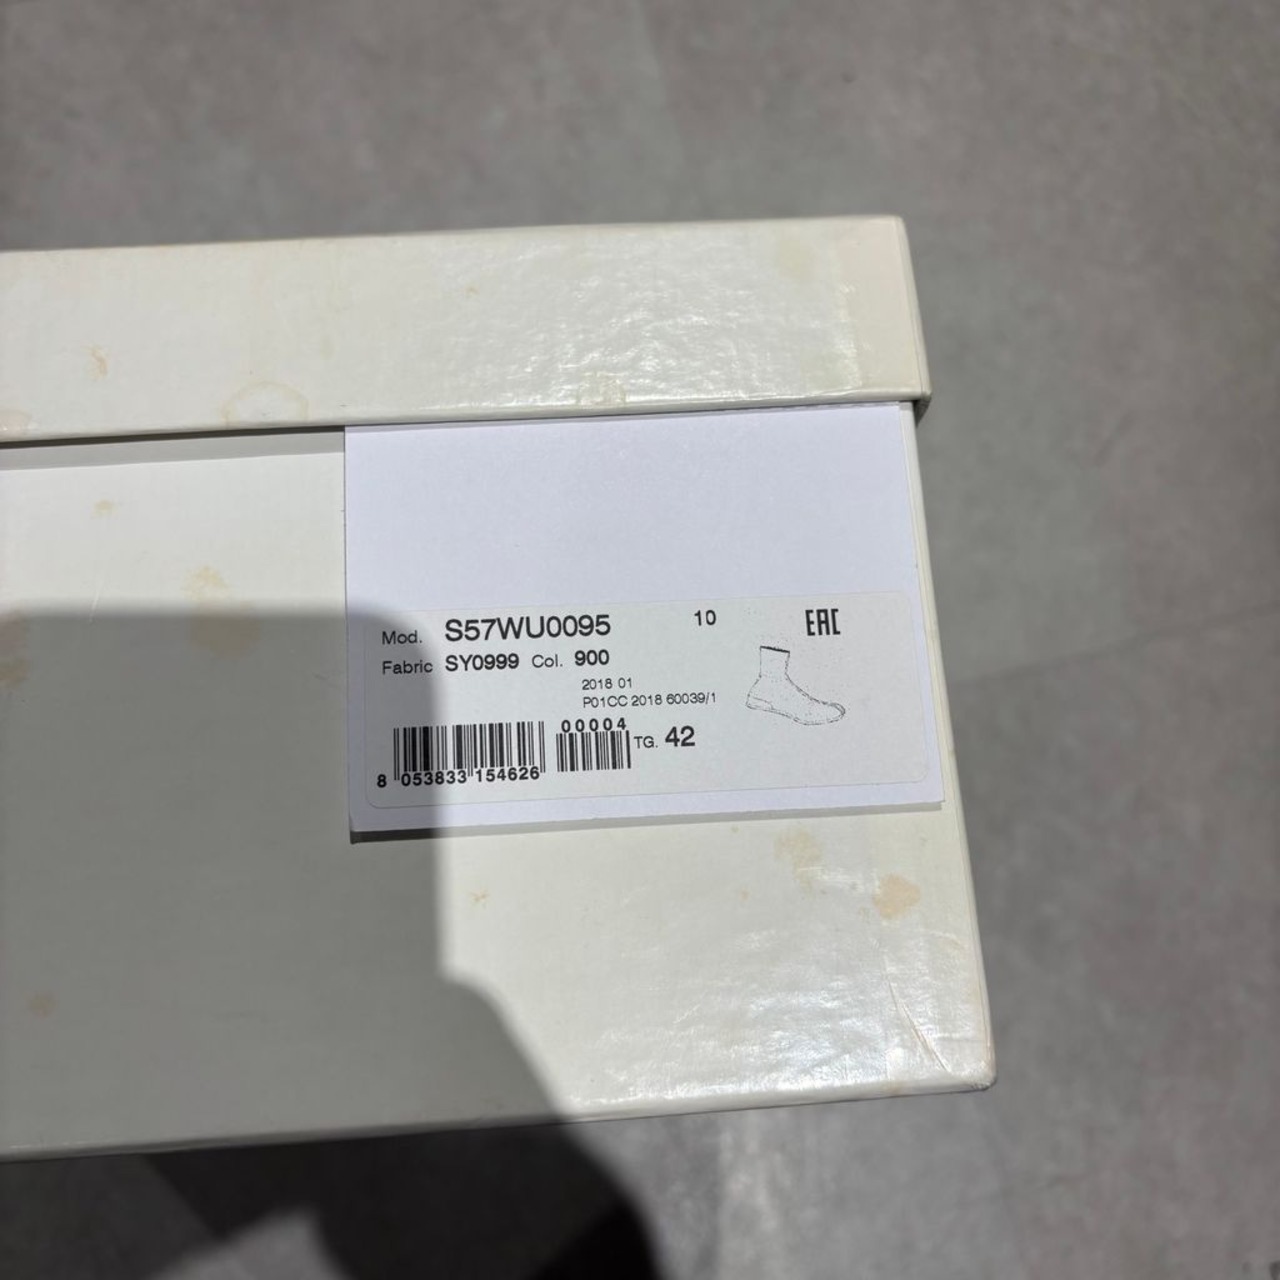 Mod. S57WU0095 10 EAC
Fabric SY0999 Col. 900
2018 01
P01CC 2018 60039/1
00004
TG. 42
8 053833 154626